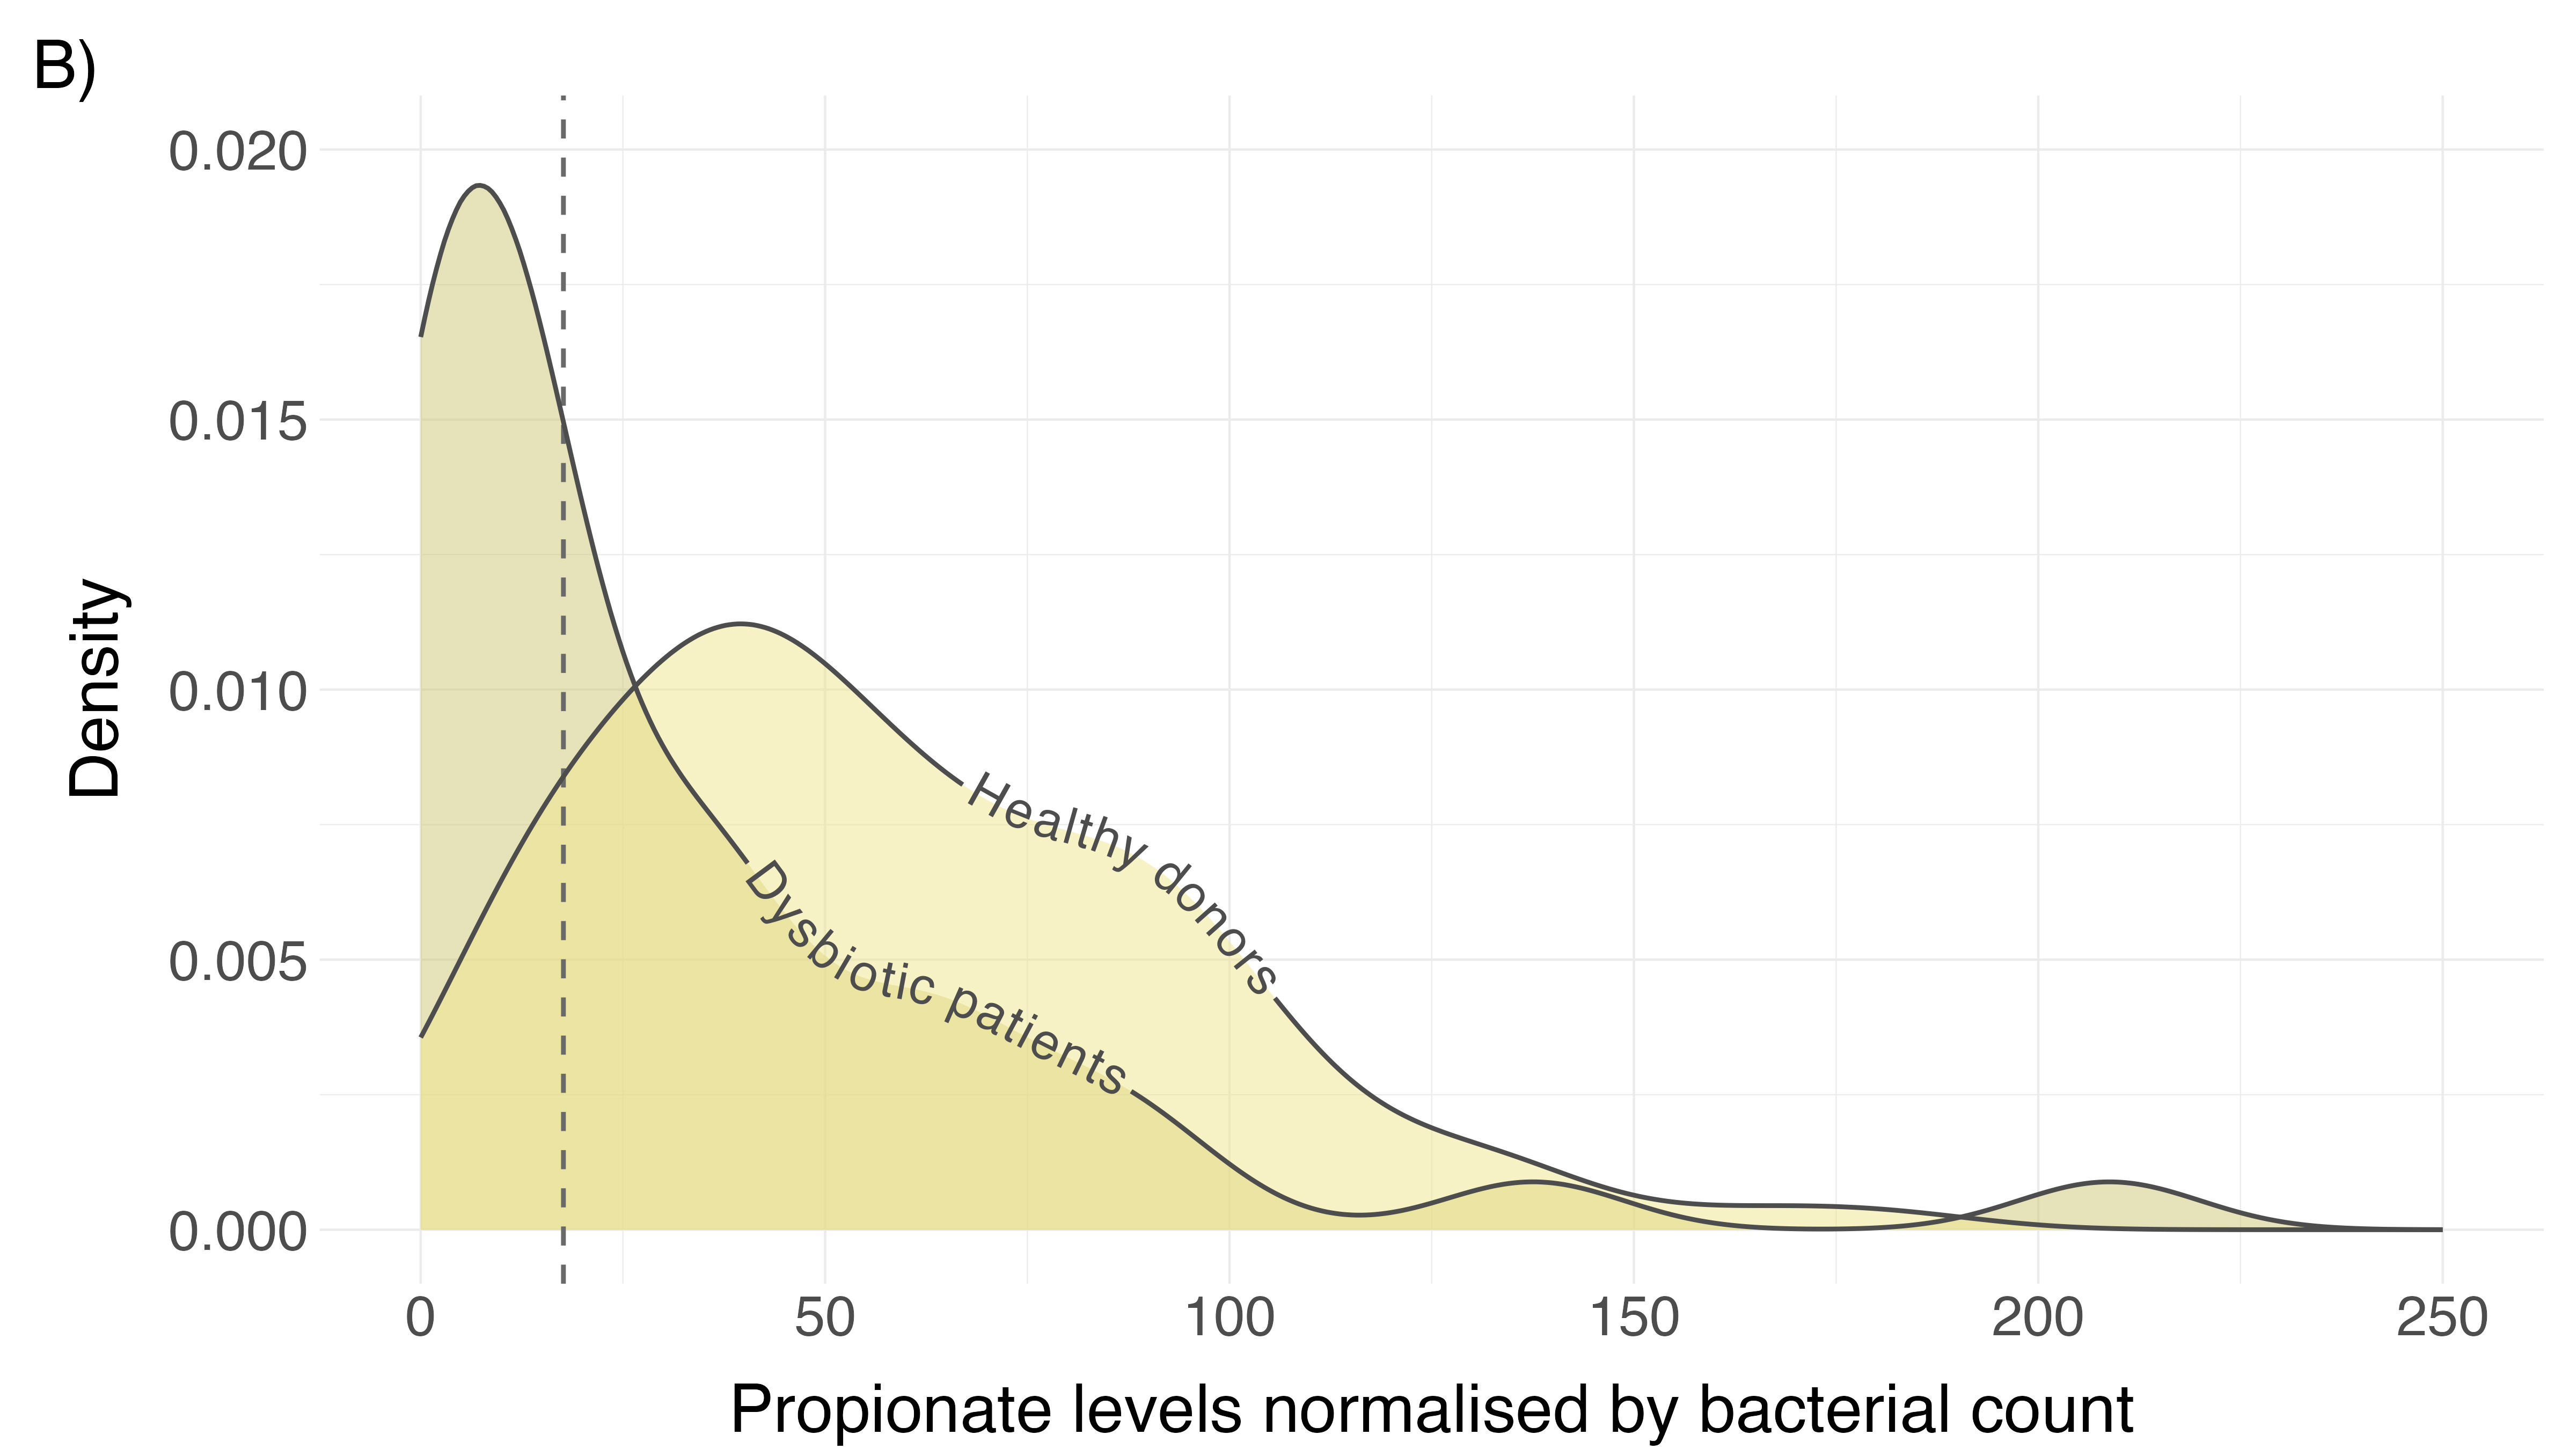 B)
0.020
0.015
0.010
0.005
0.000
Density
Healthy donors
Dysbiotic patients
0 50 100 150 200 250
Propionate levels normalised by bacterial count